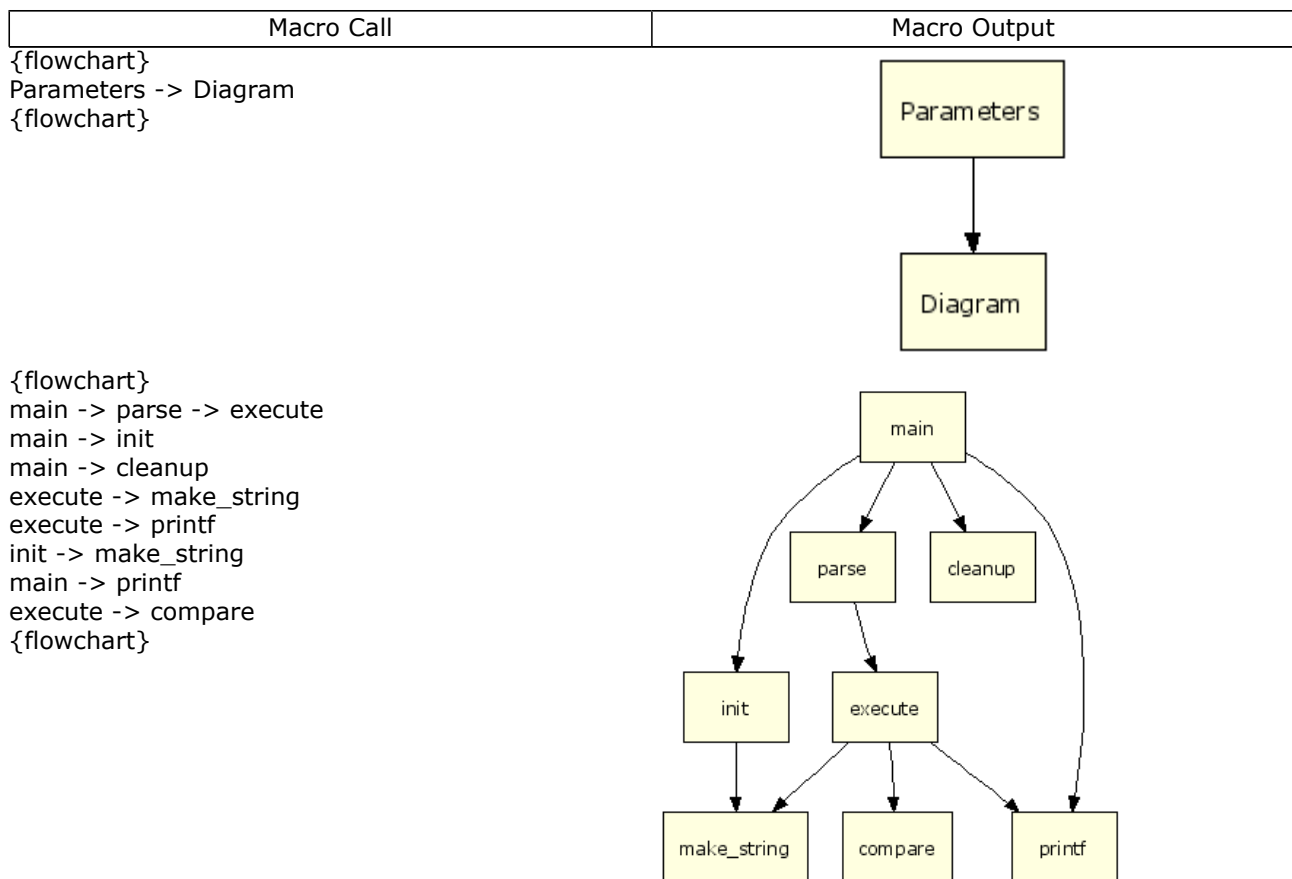 Macro Call
Macro Output
{flowchart}
Parameters -> Diagram
{flowchart}
Parameters
Diagram
{flowchart}
main -> parse -> execute
main -> init
main -> cleanup
execute -> make_string
execute -> printf
init -> make_string
main -> printf
execute -> compare
{flowchart}
main
parse
cleanup
init
execute
make_string
compare
printf